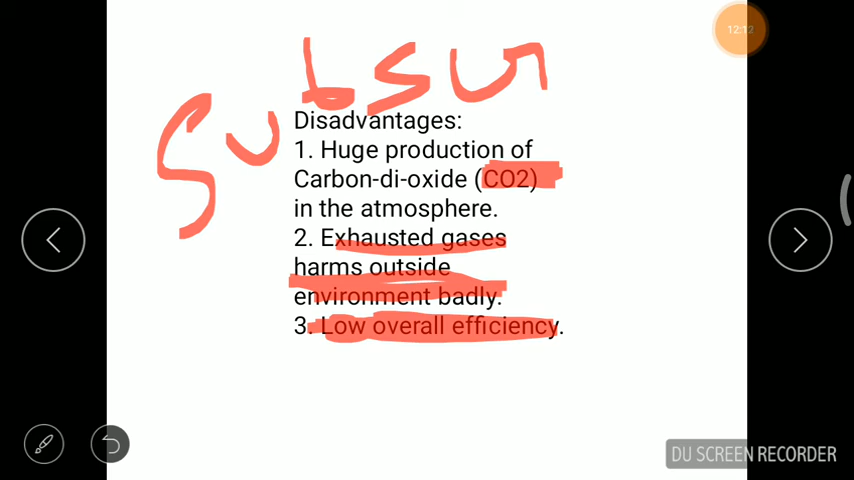 12:12
Disadvantages:
1. Huge production of
Carbon-di-oxide (CO2)
in the atmosphere.
2. Exhausted gases
harms outside
environment badly.
3. Low overall efficiency.
DU SCREEN RECORDER